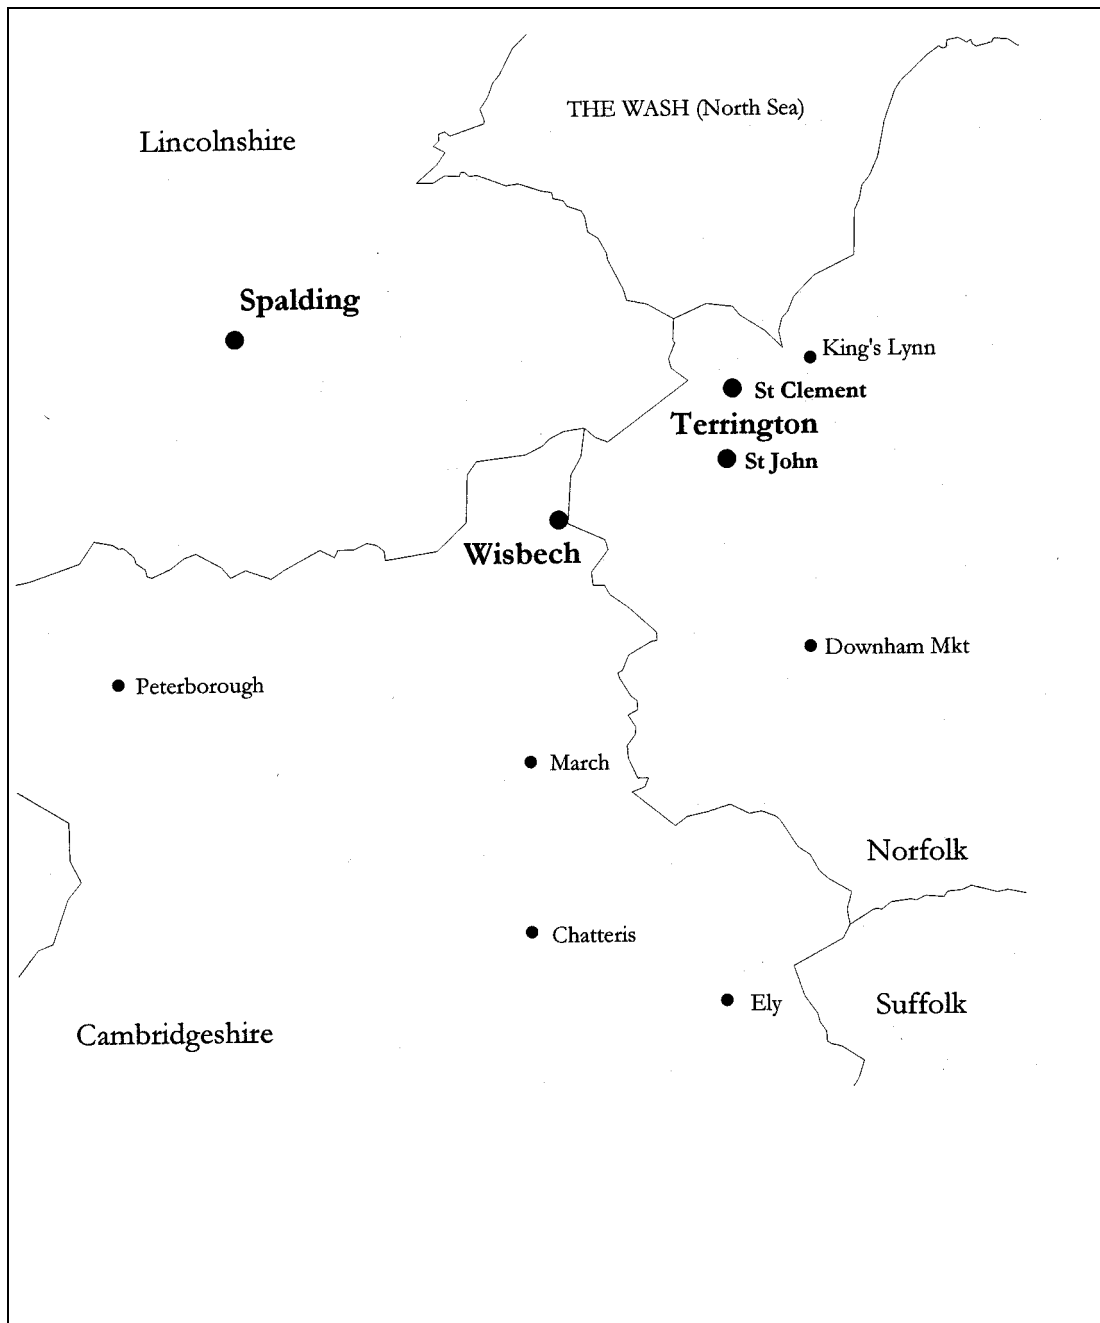 THE WASH (North Sea)
Lincolnshire
Spalding
King's Lynn
St Clement
Terrington
St John
Wisbech
Downham Mkt
Peterborough
March
Norfolk
Chatteris
Ely
Suffolk
Cambridgeshire